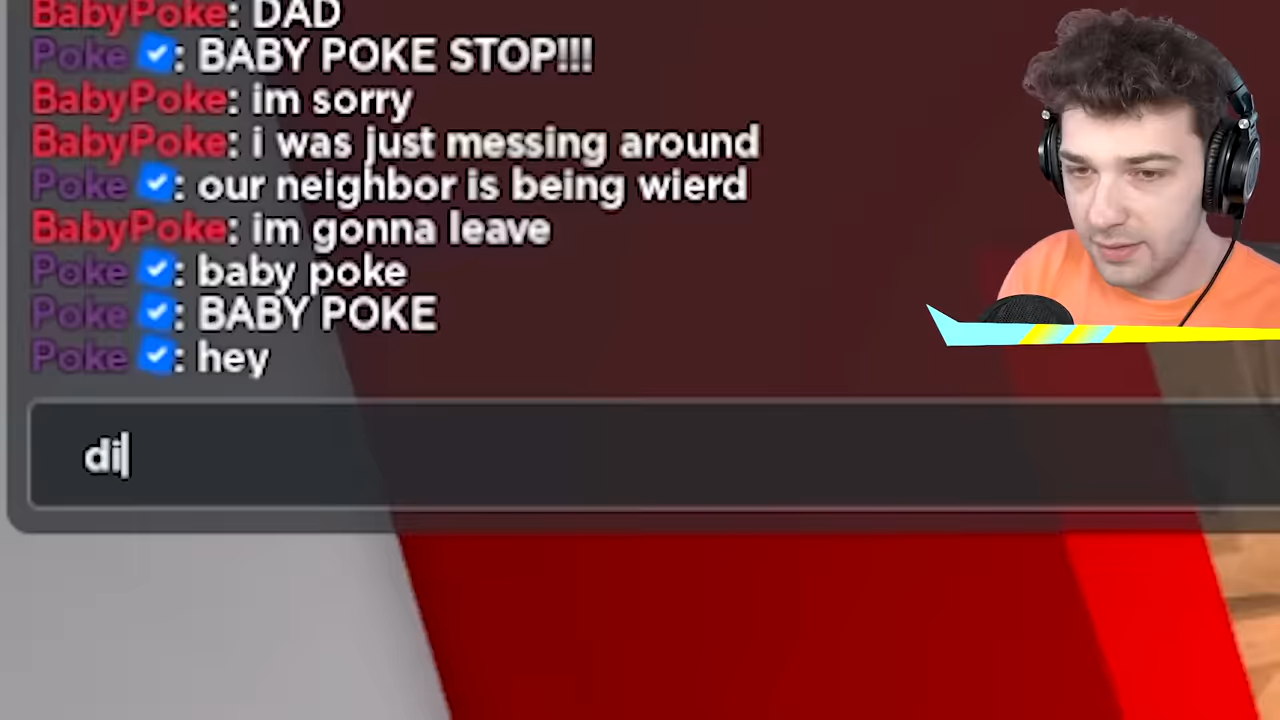 BabyPoke: DAD
Poke: BABY POKE STOP!!!
BabyPoke: im sorry
BabyPoke: i was just messing around
Poke: our neighbor is being wierd
BabyPoke: im gonna leave
Poke: baby poke
Poke: BABY POKE
Poke: hey
di